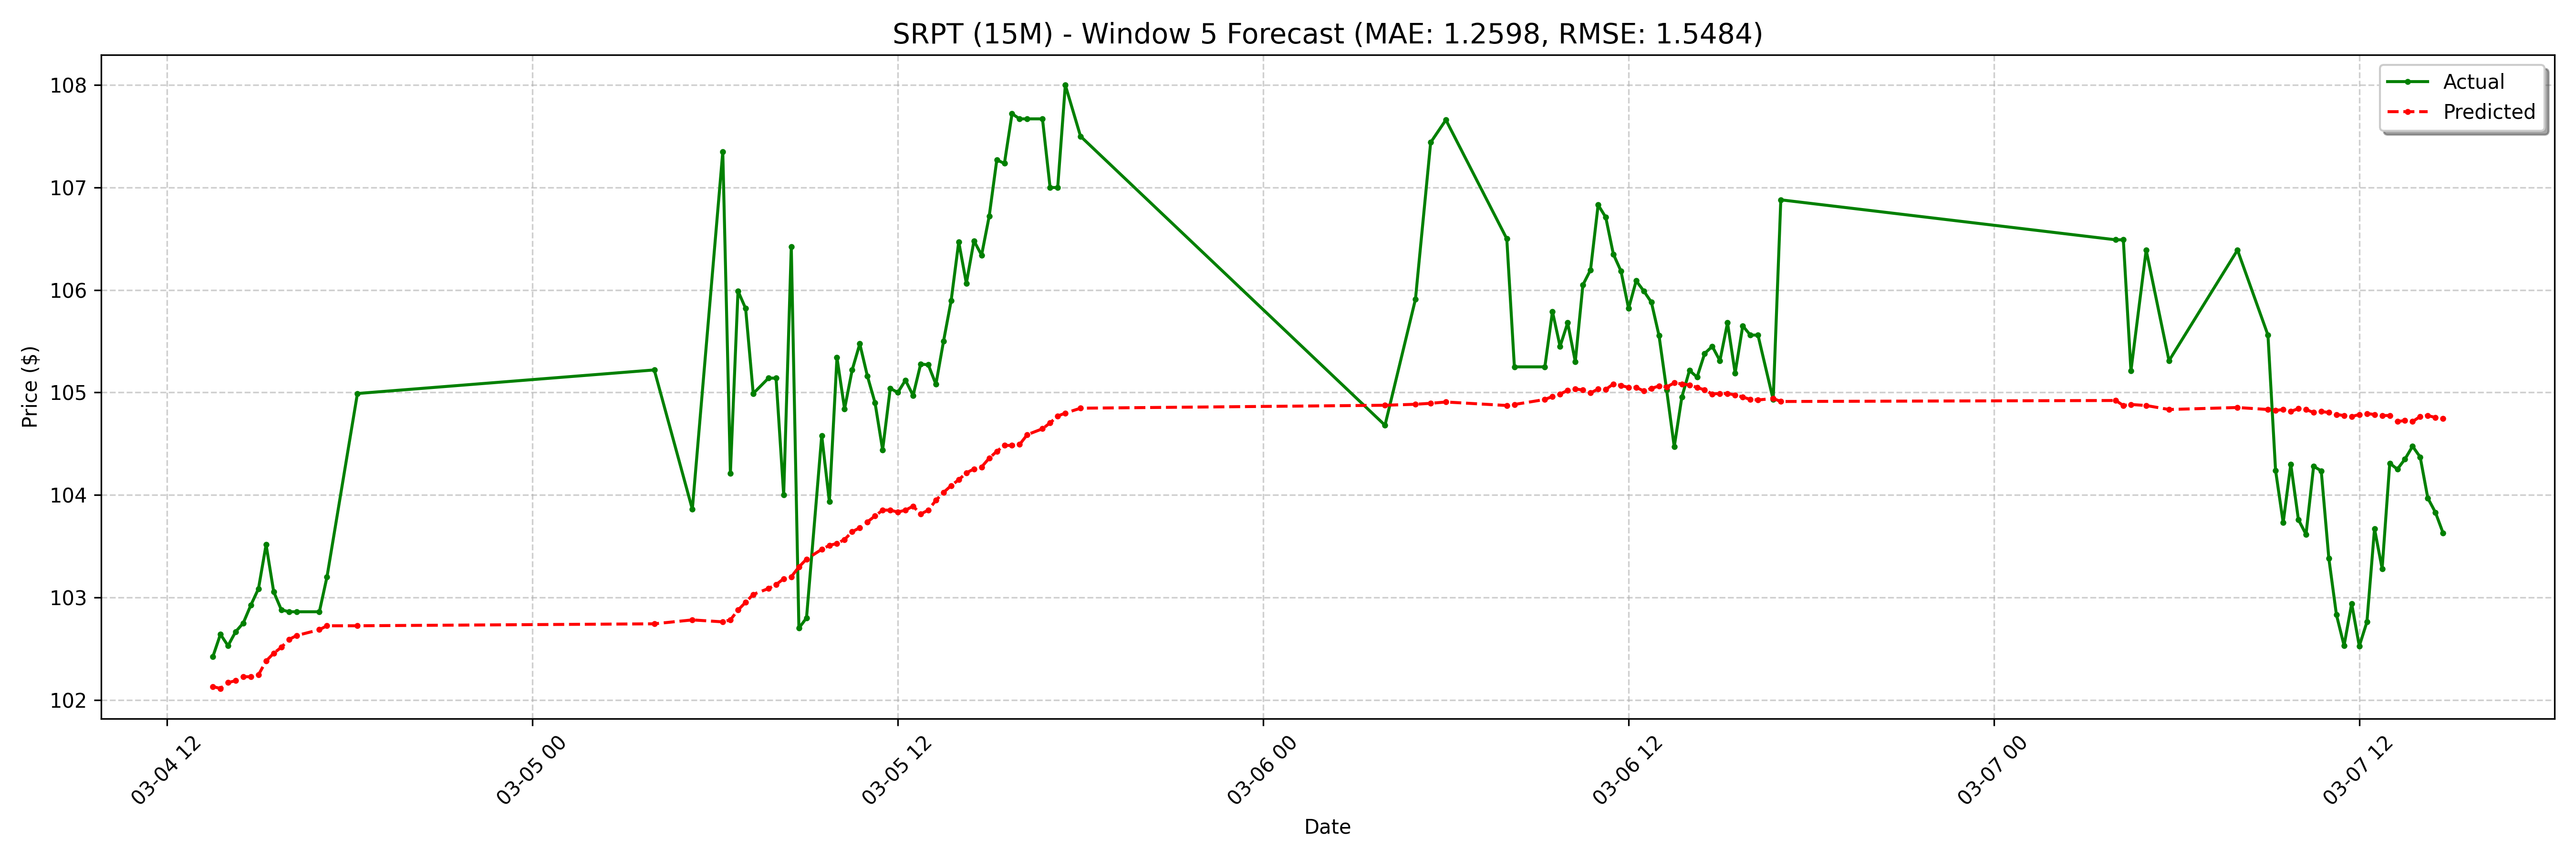 SRPT (15M) - Window 5 Forecast (MAE: 1.2598, RMSE: 1.5484)
Actual
Predicted
Price ($)
108
107
106
105
104
103
102
03-04 12
03-05 00
03-05 12
03-06 00
03-06 12
03-07 00
03-07 12
Date